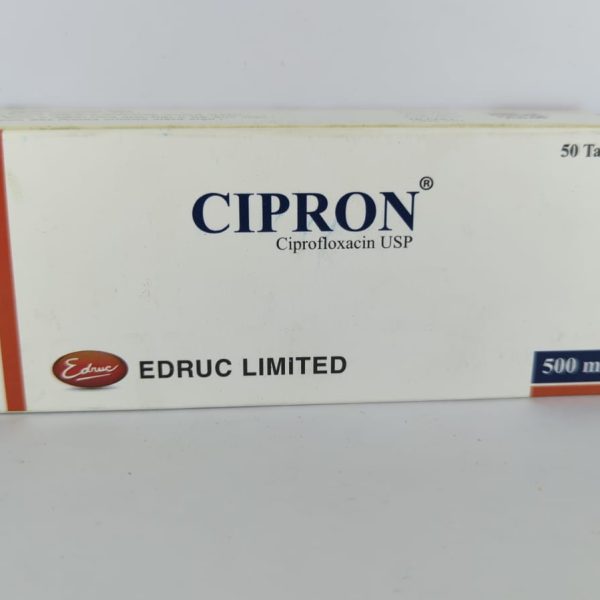 50 Ta
CIPRON®
Ciprofloxacin USP
Edruc
EDRUC LIMITED
500 m